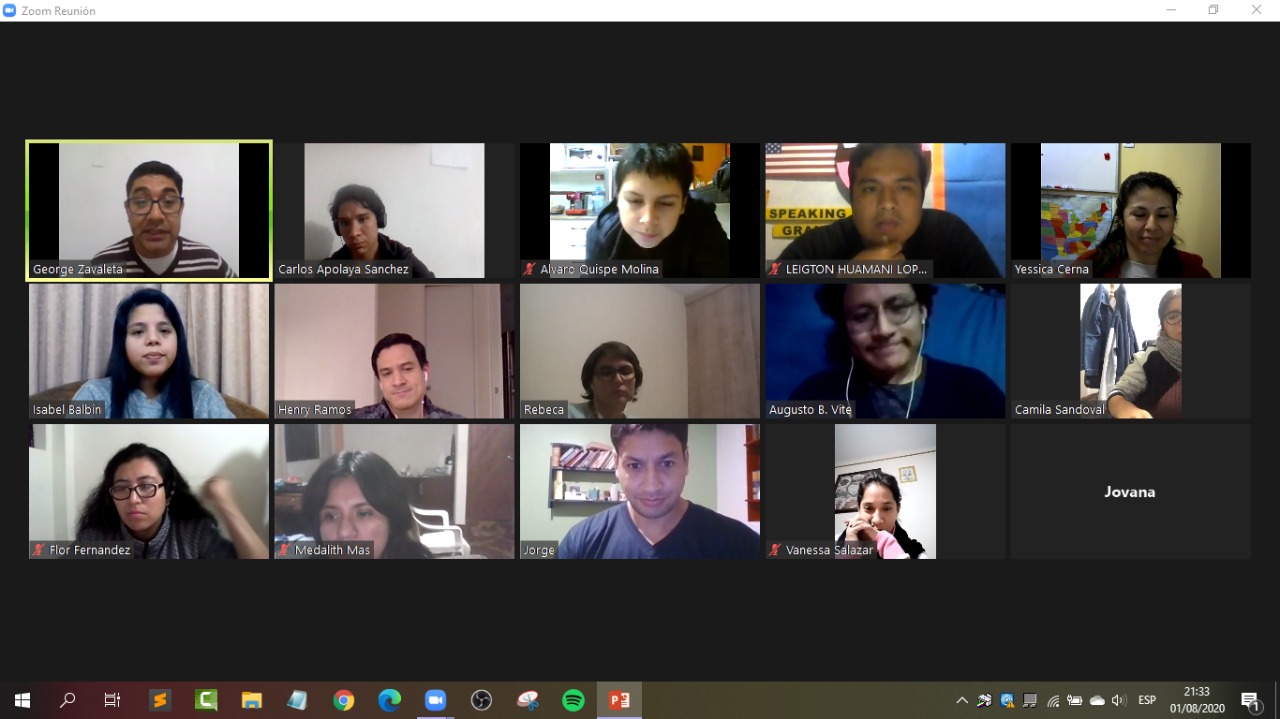 Zoom Reunión
George Zavaleta
Carlos Apolaya Sanchez
Alvaro Quispe Molina
SPEAKING
LEIGTON HUAMANI LOP...
Yessica Cerna
Isabel Balbin
Henry Ramos
Rebeca
Augusto B. Vite
Camila Sandoval
Flor Fernandez
Medalith Mas
Jorge
Vanessa Salazar
Jovana
ESP
21:33
01/08/2020
1